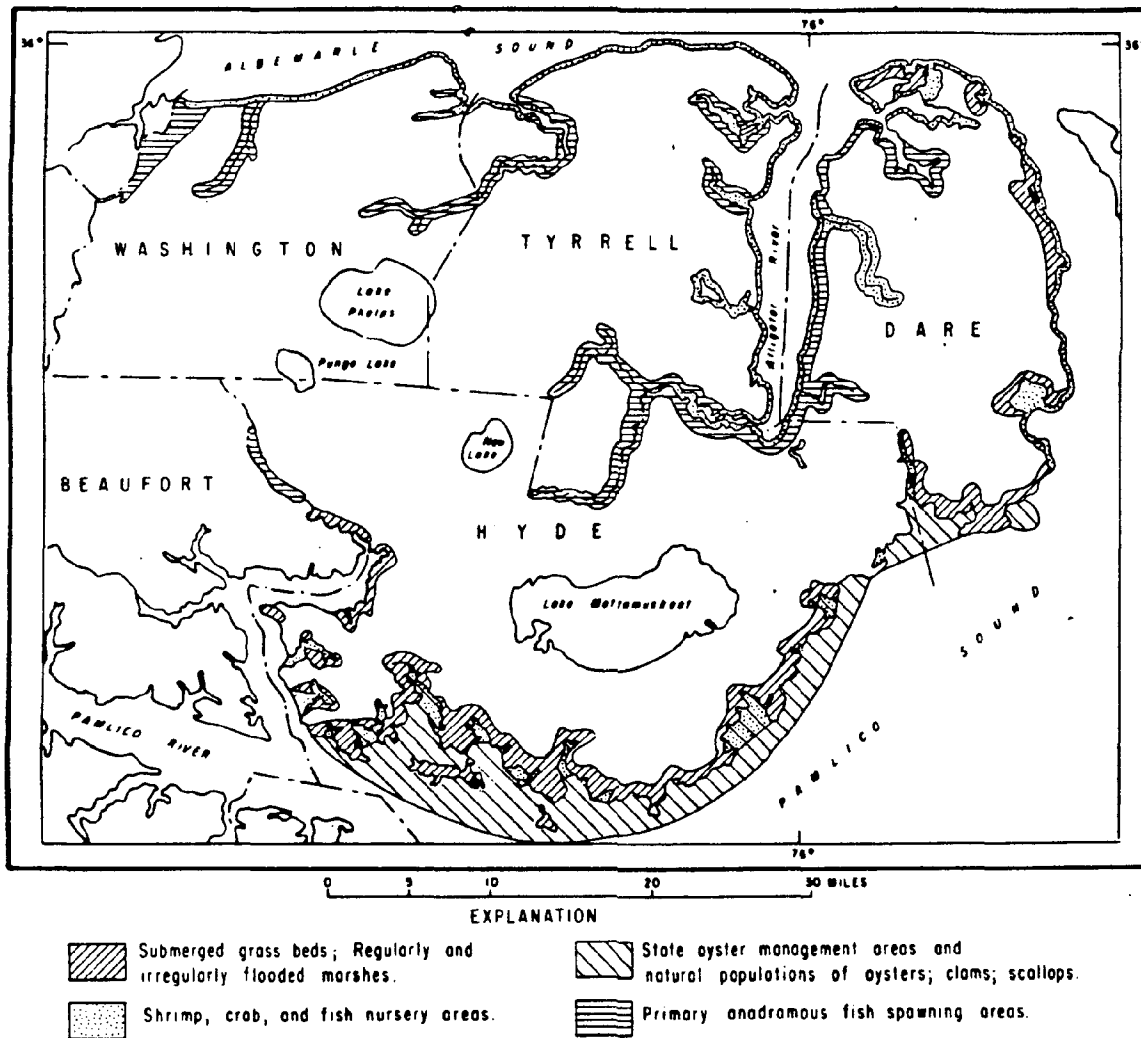 76°
36°
36°
ALBEMARLE SOUND
WASHINGTON
TYRRELL
Alligator River
DARE
Lake Phelps
Pungo Lake
New Lake
BEAUFORT
HYDE
Lake Mattamuskeet
PAMLICO SOUND
PAMLICO RIVER
76°
0 5 10 20 30 MILES
EXPLANATION
Submerged grass beds; Regularly and
irregularly flooded marshes.
Shrimp, crab, and fish nursery areas.
State oyster management areas and
natural populations of oysters; clams; scallops.
Primary anadromous fish spawning areas.